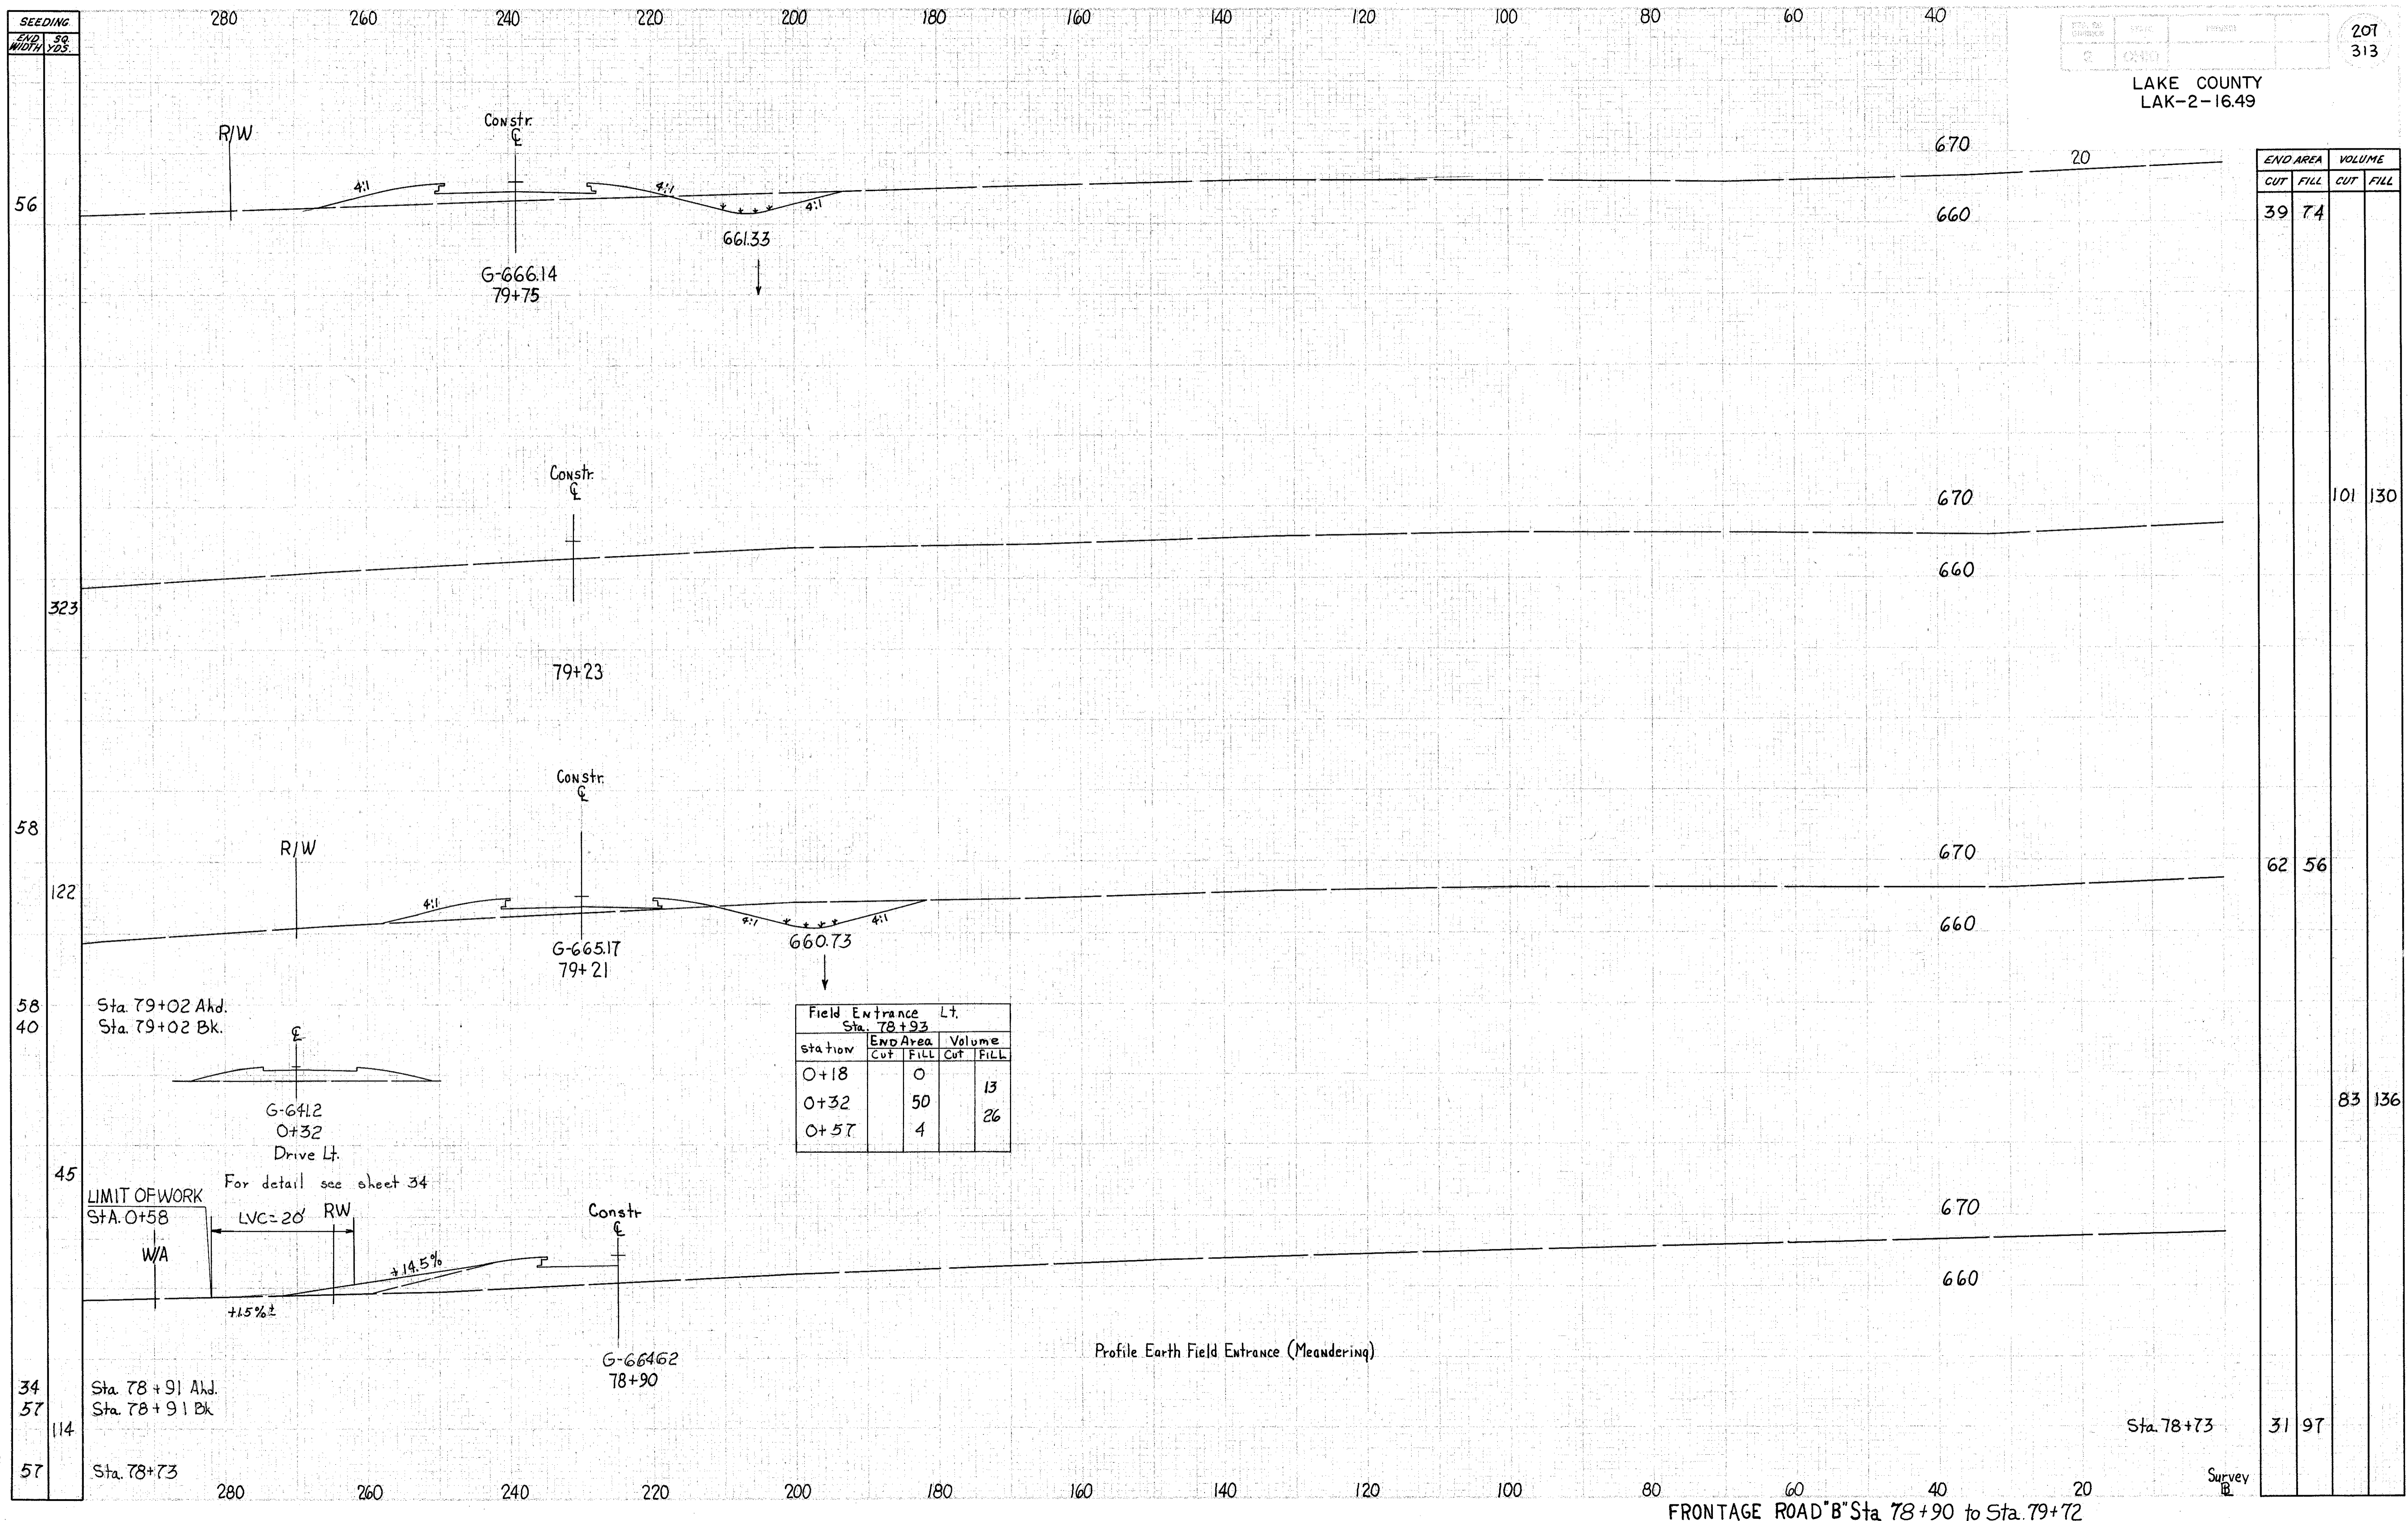 SEEDING
END WIDTH
SQ. YDS.
280 260 240 220 200 180 160 140 120 100 80 60 40
207
313
2 OHIO
LAKE COUNTY
LAK-2-16.49
END AREA VOLUME
CUT FILL CUT FILL
R/W
Constr.
℄
670
20
4:1
4:1
4:1
56
660
39 74
661.33
G-666.14
79+75
Constr.
℄
670
101 130
660
323
79+23
Constr.
℄
58
R/W
670
62 56
122
4:1
4:1
4:1
660
G-665.17
79+21
660.73
58 Sta. 79+02 Ahd.
40 Sta. 79+02 Bk.
℄
Field Entrance Lt.
Sta. 78+93
Station END Area Volume
Cut FILL Cut FILL
0+18 0
13
0+32 50
26
0+57 4
G-641.2
0+32
Drive Lt.
83 136
45
For detail see sheet 34
LIMIT OF WORK
StA. 0+58
LVC=20'
RW
Constr
℄
670
W/A
+14.5%
660
+1.5%±
G-664.62
78+90
Profile Earth Field Entrance (Meandering)
34 Sta. 78+91 Ahd.
57 Sta. 78+91 Bk
114
Sta. 78+73
31 97
57 Sta. 78+73
280 260 240 220 200 180 160 140 120 100 80 60 40 20
Survey
℄
FRONTAGE ROAD "B" Sta 78+90 to Sta. 79+72